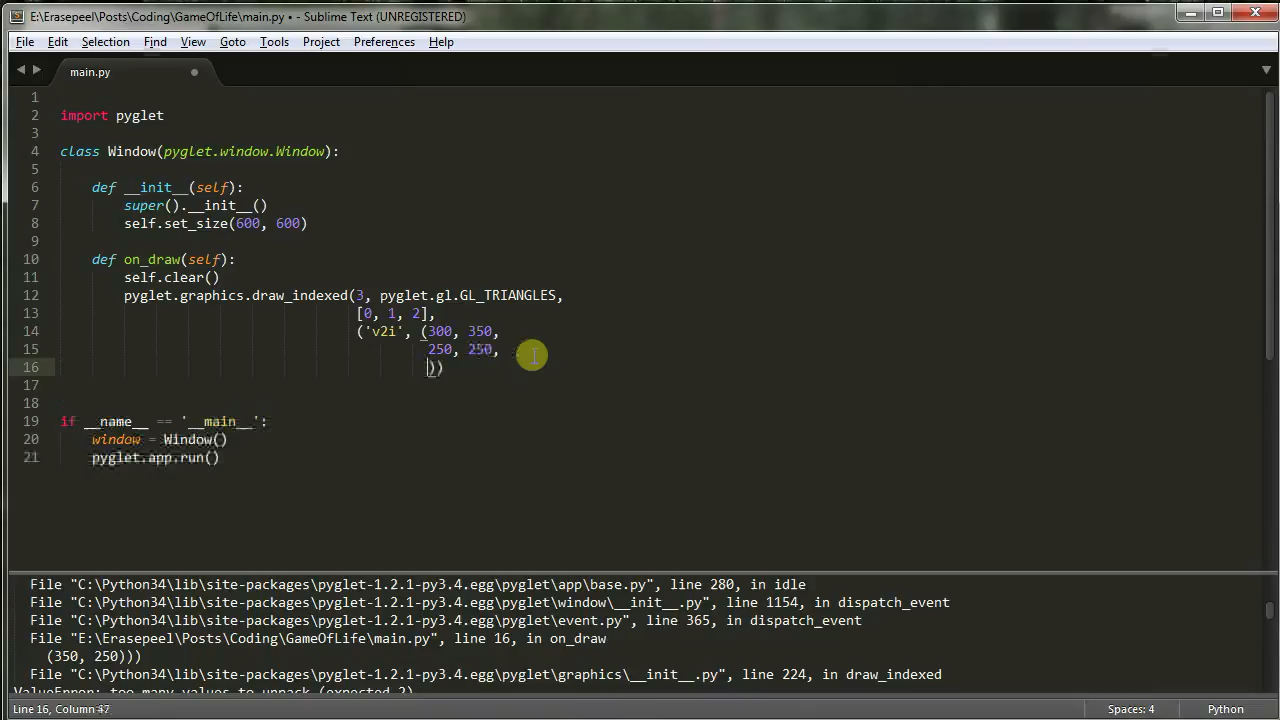 E:\Erasepeel\Posts\Coding\GameOfLife\main.py • - Sublime Text (UNREGISTERED)
File Edit Selection Find View Goto Tools Project Preferences Help
main.py
1
2 import pyglet
3
4 class Window(pyglet.window.Window):
5
6 def __init__(self):
7 super().__init__()
8 self.set_size(600, 600)
9
10 def on_draw(self):
11 self.clear()
12 pyglet.graphics.draw_indexed(3, pyglet.gl.GL_TRIANGLES,
13 [0, 1, 2],
14 ('v2i', (300, 350,
15 250, 250,
16 ))
17
18
19 if __name__ == '__main__':
20 window = Window()
21 pyglet.app.run()
File "C:\Python34\lib\site-packages\pyglet-1.2.1-py3.4.egg\pyglet\app\base.py", line 280, in idle
File "C:\Python34\lib\site-packages\pyglet-1.2.1-py3.4.egg\pyglet\window\__init__.py", line 1154, in dispatch_event
File "C:\Python34\lib\site-packages\pyglet-1.2.1-py3.4.egg\pyglet\event.py", line 365, in dispatch_event
File "E:\Erasepeel\Posts\Coding\GameOfLife\main.py", line 16, in on_draw
(350, 250)))
File "C:\Python34\lib\site-packages\pyglet-1.2.1-py3.4.egg\pyglet\graphics\__init__.py", line 224, in draw_indexed
ValueError: too many values to unpack (expected 2)
Line 16, Column 47
Spaces: 4
Python